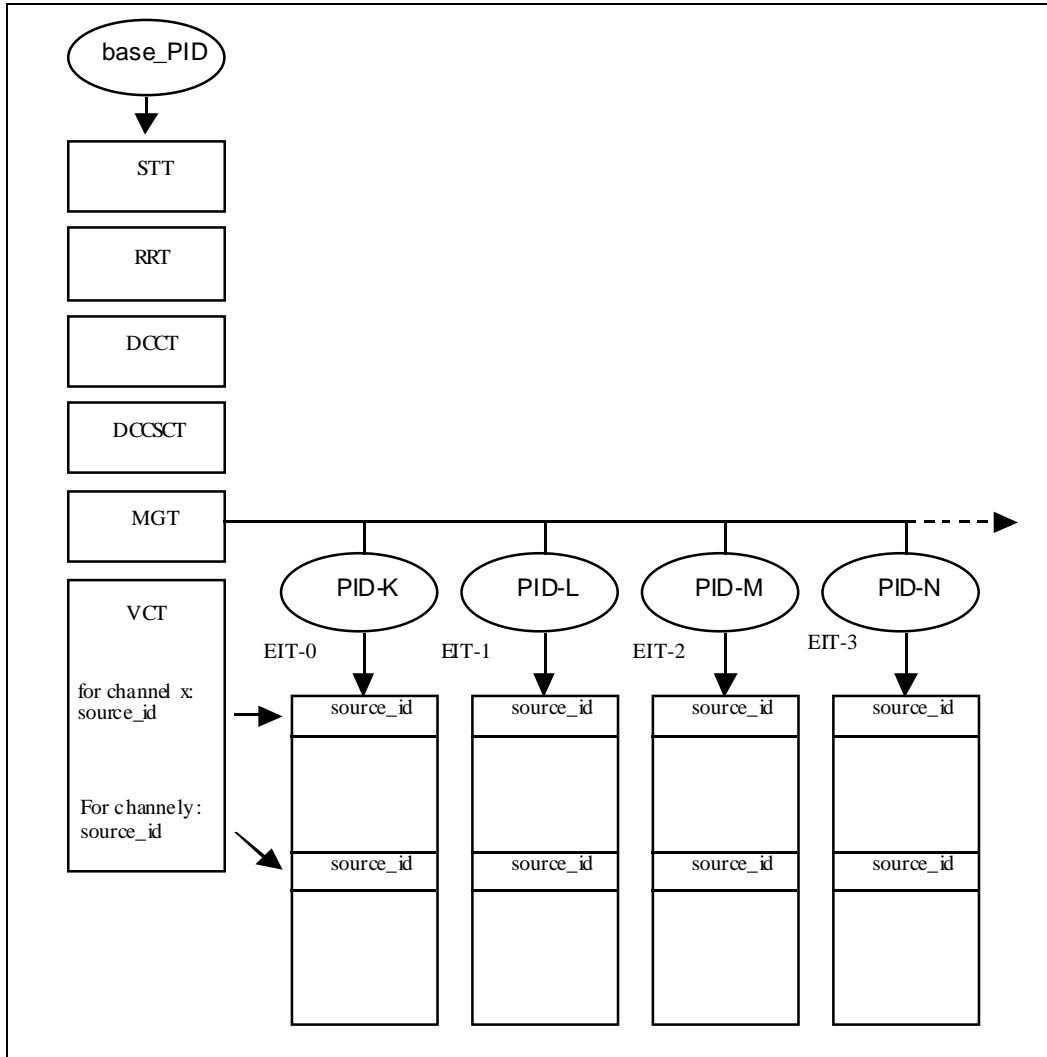 base_PID
STT
RRT
DCCT
DCCSCT
MGT
PID-K
PID-L
PID-M
PID-N
VCT
EIT-0
EIT-1
EIT-2
EIT-3
for channel x:
source_id
source_id
source_id
source_id
source_id
For channely:
source_id
source_id
source_id
source_id
source_id